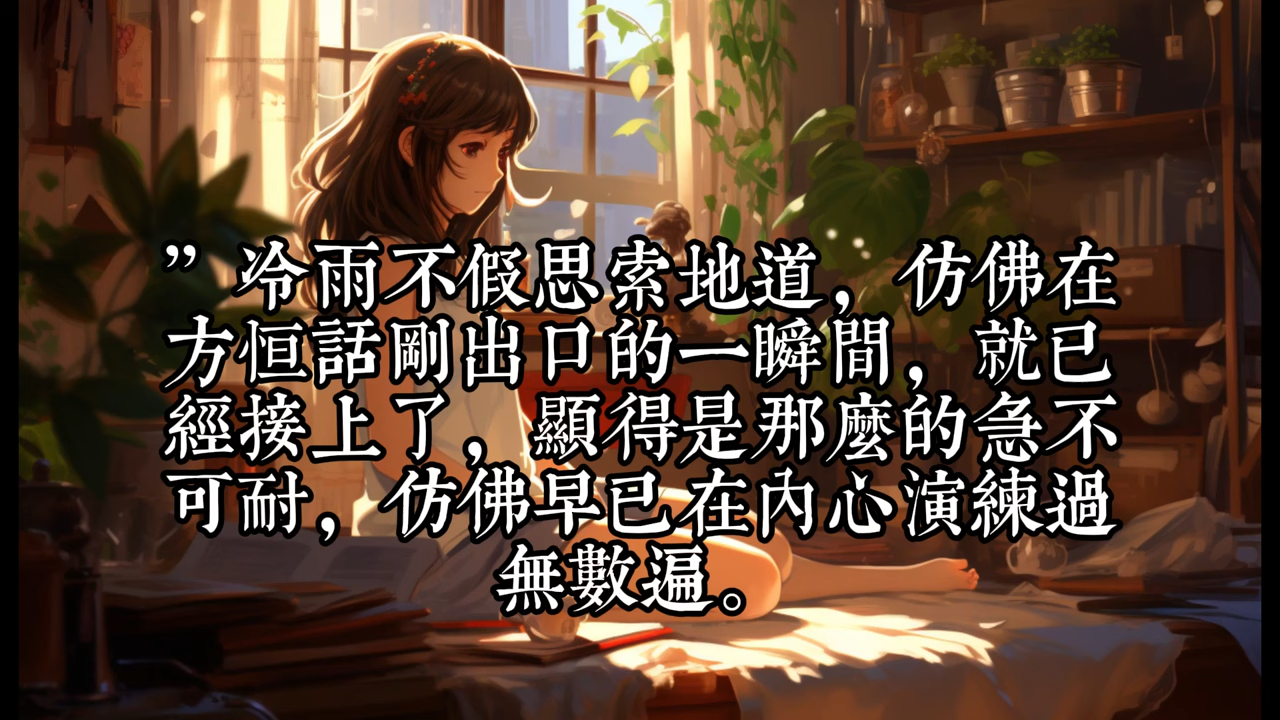 ”冷雨不假思索地道，仿佛在
方恒話剛出口的一瞬間，就已
經接上了，顯得是那麼的急不
可耐，仿佛早已在內心演練過
無數遍。